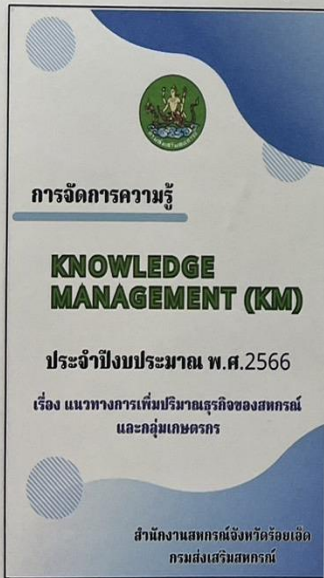 การจัดการความรู้
KNOWLEDGE
MANAGEMENT (KM)
ประจำปีงบประมาณ พ.ศ.2566
เรื่อง แนวทางการเพิ่มปริมาณธุรกิจของสหกรณ์
และกลุ่มเกษตรกร
สำนักงานสหกรณ์จังหวัดร้อยเอ็ด
กรมส่งเสริมสหกรณ์